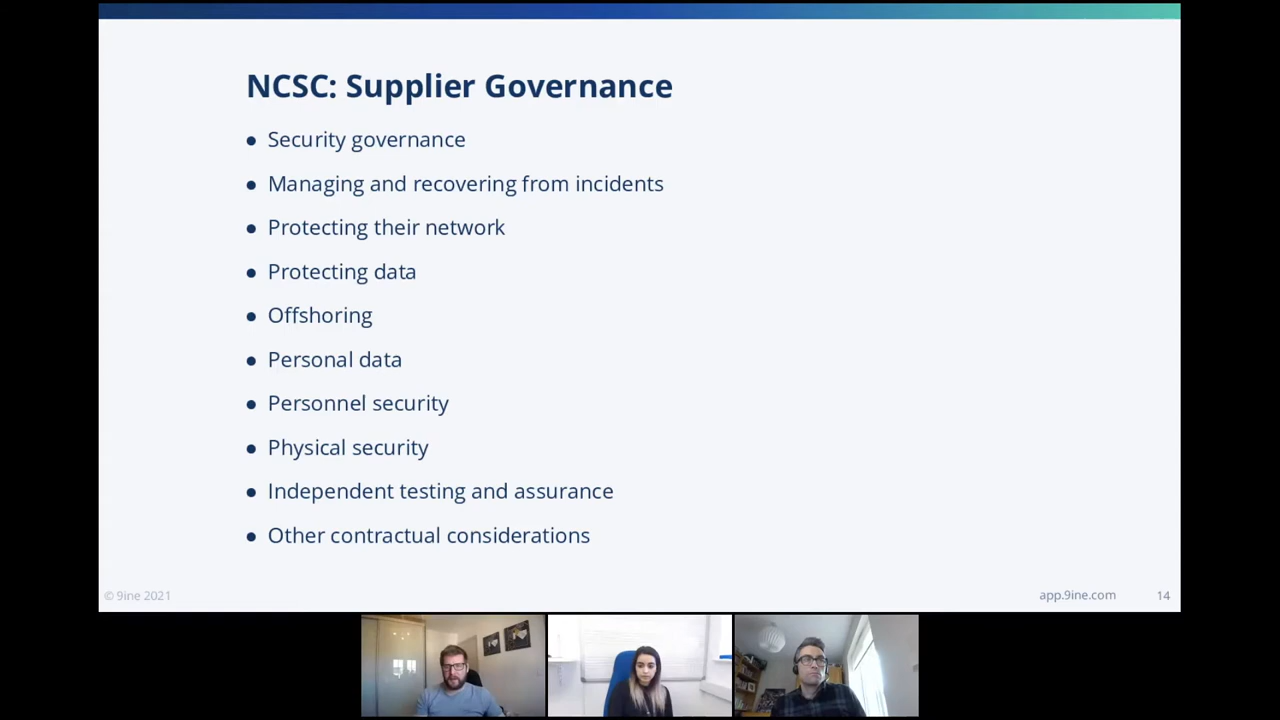 NCSC: Supplier Governance
Security governance
Managing and recovering from incidents
Protecting their network
Protecting data
Offshoring
Personal data
Personnel security
Physical security
Independent testing and assurance
Other contractual considerations
© 9ine 2021
app.9ine.com
14